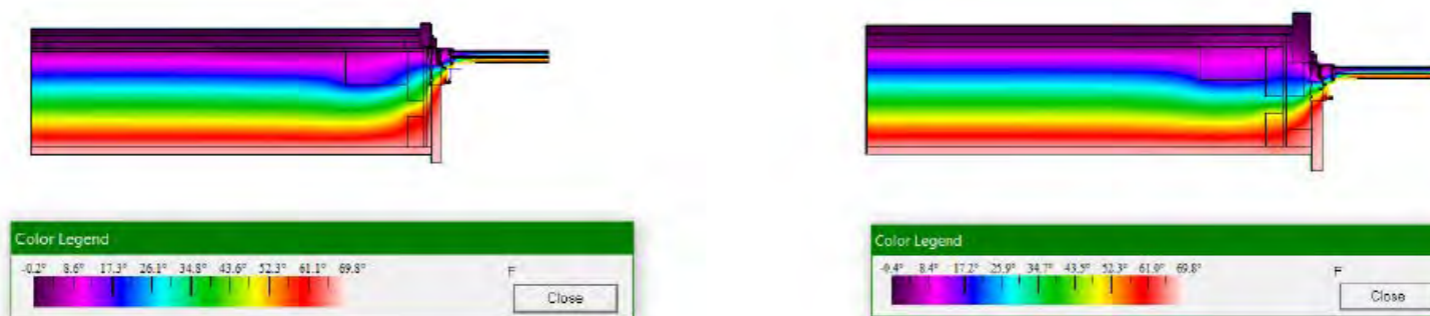 Color Legend
-0.2° 8.6° 17.3° 26.1° 34.8° 43.6° 52.3° 61.1° 69.8°
F
Close
Color Legend
-0.4° 8.4° 17.2° 25.9° 34.7° 43.5° 52.3° 61.0° 69.8°
F
Close